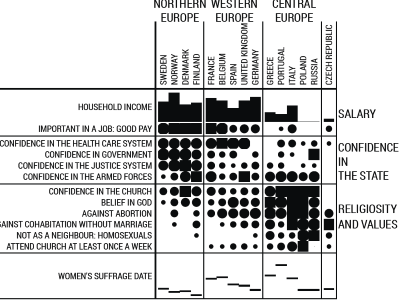 NORTHERN EUROPE
WESTERN EUROPE
CENTRAL EUROPE
SWEDEN
NORWAY
DENMARK
FINLAND
FRANCE
BELGIUM
SPAIN
UNITED KINGDOM
GERMANY
GREECE
PORTUGAL
ITALY
POLAND
RUSSIA
CZECH REPUBLIC
HOUSEHOLD INCOME
IMPORTANT IN A JOB: GOOD PAY
SALARY
CONFIDENCE IN THE HEALTH CARE SYSTEM
CONFIDENCE IN GOVERNMENT
CONFIDENCE IN THE JUSTICE SYSTEM
CONFIDENCE IN THE ARMED FORCES
CONFIDENCE
IN
THE STATE
CONFIDENCE IN THE CHURCH
BELIEF IN GOD
AGAINST ABORTION
AGAINST COHABITATION WITHOUT MARRIAGE
NOT AS A NEIGHBOUR: HOMOSEXUALS
ATTEND CHURCH AT LEAST ONCE A WEEK
RELIGIOSITY
AND VALUES
WOMEN'S SUFFRAGE DATE